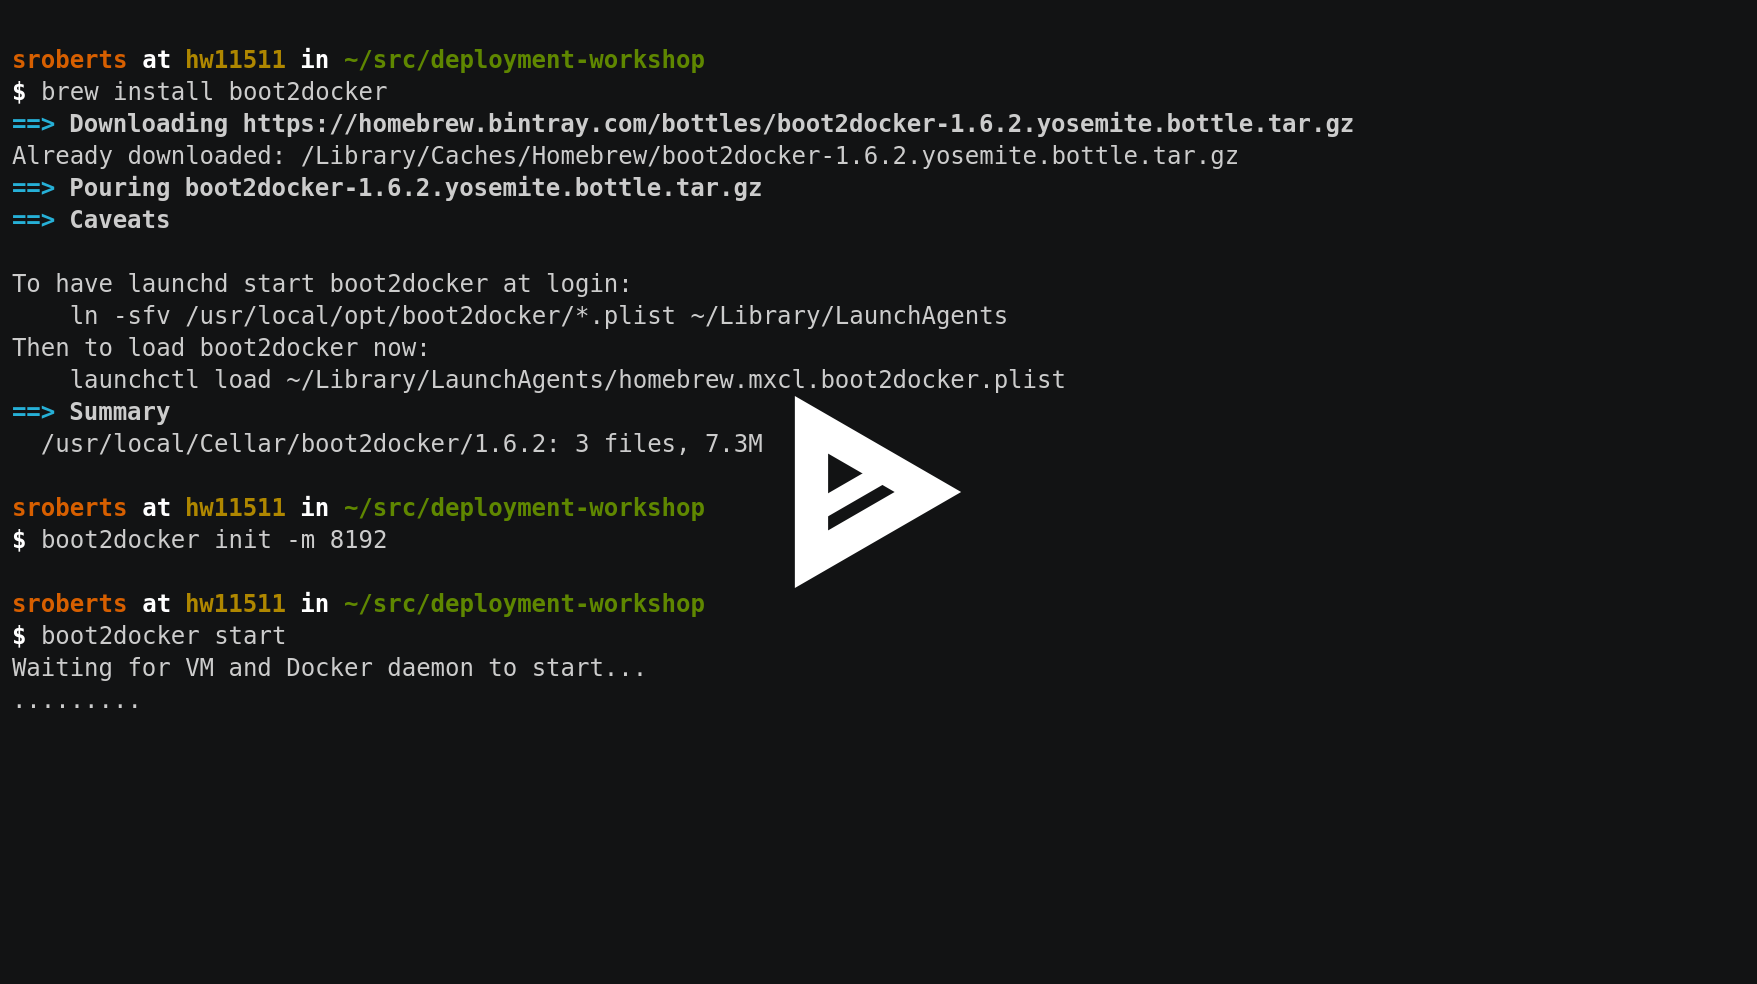 sroberts at hw11511 in ~/src/deployment-workshop
$ brew install boot2docker
==> Downloading https://homebrew.bintray.com/bottles/boot2docker-1.6.2.yosemite.bottle.tar.gz
Already downloaded: /Library/Caches/Homebrew/boot2docker-1.6.2.yosemite.bottle.tar.gz
==> Pouring boot2docker-1.6.2.yosemite.bottle.tar.gz
==> Caveats
To have launchd start boot2docker at login:
    ln -sfv /usr/local/opt/boot2docker/*.plist ~/Library/LaunchAgents
Then to load boot2docker now:
    launchctl load ~/Library/LaunchAgents/homebrew.mxcl.boot2docker.plist
==> Summary
  /usr/local/Cellar/boot2docker/1.6.2: 3 files, 7.3M
sroberts at hw11511 in ~/src/deployment-workshop
$ boot2docker init -m 8192
sroberts at hw11511 in ~/src/deployment-workshop
$ boot2docker start
Waiting for VM and Docker daemon to start...
.........